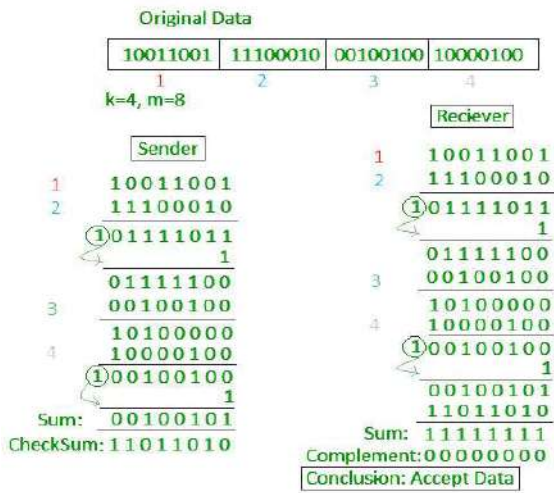 Original Data
10011001 11100010 00100100 10000100
1 2 3 4
k=4, m=8
Sender
1 10011001
2 11100010
1 01111011
1
01111100
3 00100100
10100000
4 10000100
1 00100100
1
Sum: 00100101
CheckSum: 11011010
Reciever
1 10011001
2 11100010
1 01111011
1
01111100
3 00100100
10100000
4 10000100
1 00100100
1
00100101
11011010
Sum: 11111111
Complement: 00000000
Conclusion: Accept Data